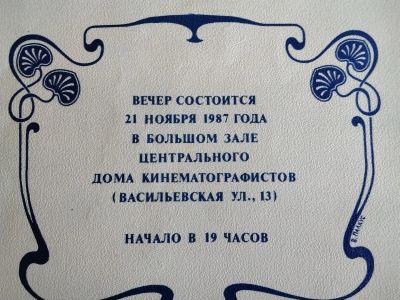 ВЕЧЕР СОСТОИТСЯ
21 НОЯБРЯ 1987 ГОДА
В БОЛЬШОМ ЗАЛЕ
ЦЕНТРАЛЬНОГО
ДОМА КИНЕМАТОГРАФИСТОВ
(ВАСИЛЬЕВСКАЯ УЛ., 13)
НАЧАЛО В 19 ЧАСОВ